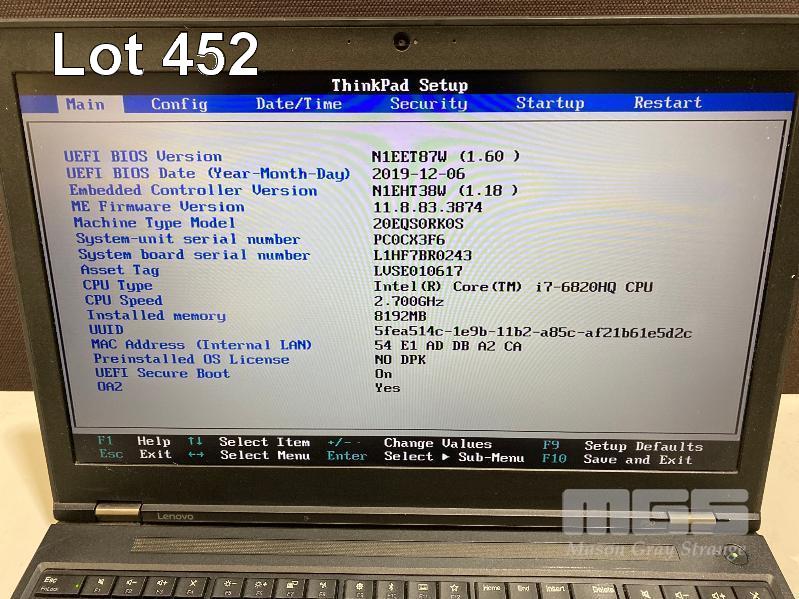 Lot 452
ThinkPad Setup
Main Config Date/Time Security Startup Restart
UEFI BIOS Version N1EET87W (1.60 )
UEFI BIOS Date (Year-Month-Day) 2019-12-06
Embedded Controller Version N1EHT38W (1.18 )
ME Firmware Version 11.8.83.3874
Machine Type Model 20EQS0RK0S
System-unit serial number PC0CX3F6
System board serial number L1HF7BR0243
Asset Tag LVSE010617
CPU Type Intel(R) Core(TM) i7-6820HQ CPU
CPU Speed 2.700GHz
Installed memory 8192MB
UUID 5fea514c-1e9b-11b2-a85c-af21b61e5d2c
MAC Address (Internal LAN) 54 E1 AD DB A2 CA
Preinstalled OS License NO DPK
UEFI Secure Boot On
OA2 Yes
F1 Help ↑↓ Select Item +/- Change Values F9 Setup Defaults
Esc Exit ↔ Select Menu Enter Select ▶ Sub-Menu F10 Save and Exit
Lenovo
MGS
Mason Gray Strange
Esc Home End Insert Delete